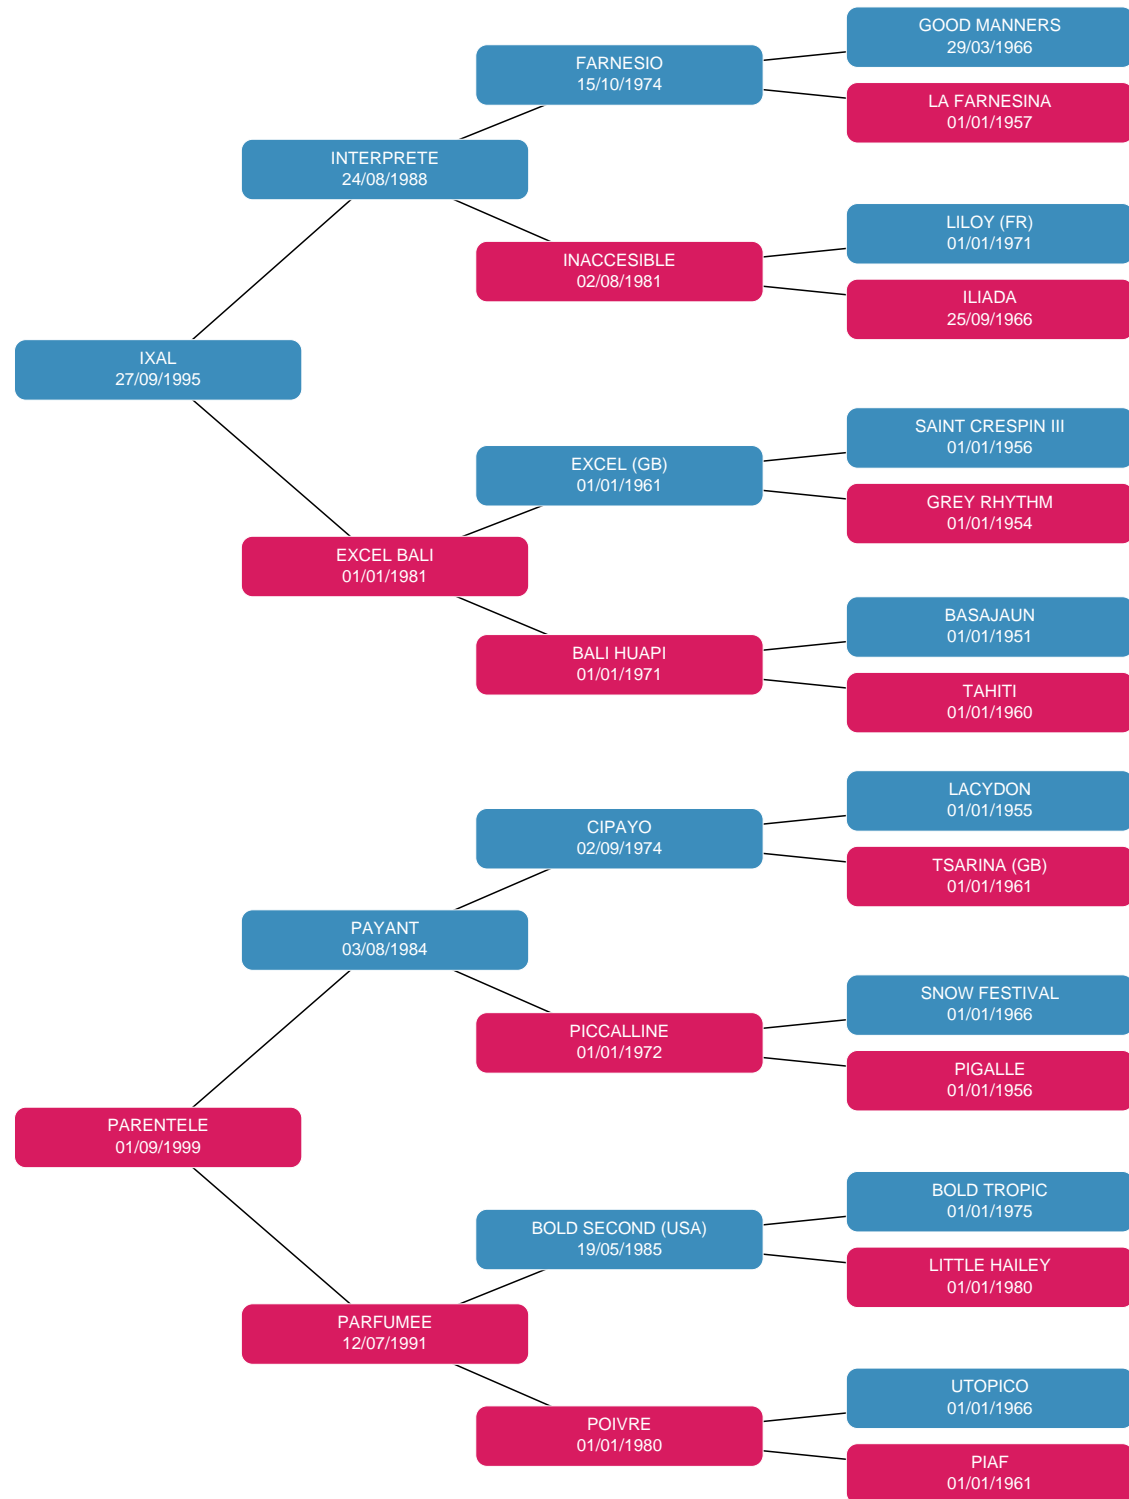 GOOD MANNERS
29/03/1966
FARNESIO
15/10/1974
LA FARNESINA
01/01/1957
INTERPRETE
24/08/1988
LILOY (FR)
01/01/1971
INACCESIBLE
02/08/1981
ILIADA
25/09/1966
IXAL
27/09/1995
SAINT CRESPIN III
01/01/1956
EXCEL (GB)
01/01/1961
GREY RHYTHM
01/01/1954
EXCEL BALI
01/01/1981
BASAJAUN
01/01/1951
BALI HUAPI
01/01/1971
TAHITI
01/01/1960
LACYDON
01/01/1955
CIPAYO
02/09/1974
TSARINA (GB)
01/01/1961
PAYANT
03/08/1984
SNOW FESTIVAL
01/01/1966
PICCALLINE
01/01/1972
PIGALLE
01/01/1956
PARENTELE
01/09/1999
BOLD TROPIC
01/01/1975
BOLD SECOND (USA)
19/05/1985
LITTLE HAILEY
01/01/1980
PARFUMEE
12/07/1991
UTOPICO
01/01/1966
POIVRE
01/01/1980
PIAF
01/01/1961